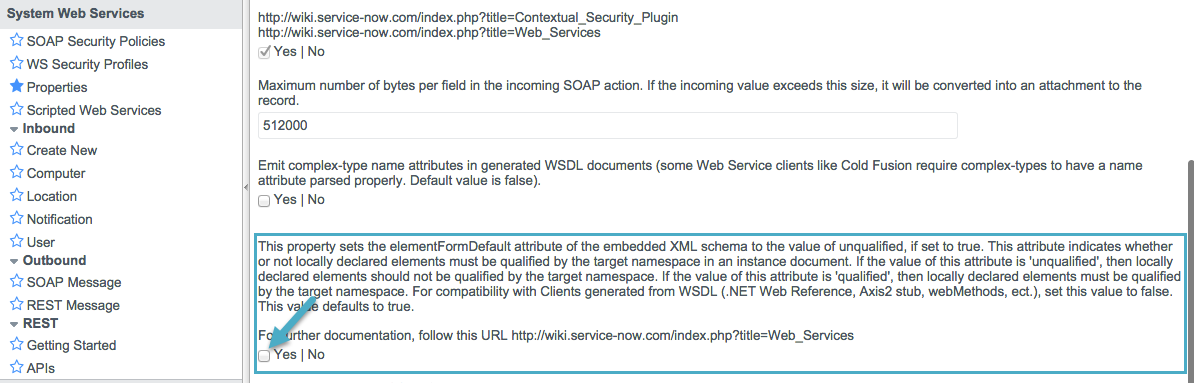 System Web Services
SOAP Security Policies
WS Security Profiles
Properties
Scripted Web Services
Inbound
Create New
Computer
Location
Notification
User
Outbound
SOAP Message
REST Message
REST
Getting Started
APIs
http://wiki.service-now.com/index.php?title=Contextual_Security_Plugin
http://wiki.service-now.com/index.php?title=Web_Services
Yes | No
Maximum number of bytes per field in the incoming SOAP action. If the incoming value exceeds this size, it will be converted into an attachment to the
record.
512000
Emit complex-type name attributes in generated WSDL documents (some Web Service clients like Cold Fusion require complex-types to have a name
attribute parsed properly. Default value is false).
Yes | No
This property sets the elementFormDefault attribute of the embedded XML schema to the value of unqualified, if set to true. This attribute indicates whether
or not locally declared elements must be qualified by the target namespace in an instance document. If the value of this attribute is 'unqualified', then locally
declared elements should not be qualified by the target namespace. If the value of this attribute is 'qualified', then locally declared elements must be qualified
by the target namespace. For compatibility with Clients generated from WSDL (.NET Web Reference, Axis2 stub, webMethods, ect.), set this value to false.
This value defaults to true.
For further documentation, follow this URL http://wiki.service-now.com/index.php?title=Web_Services
Yes | No